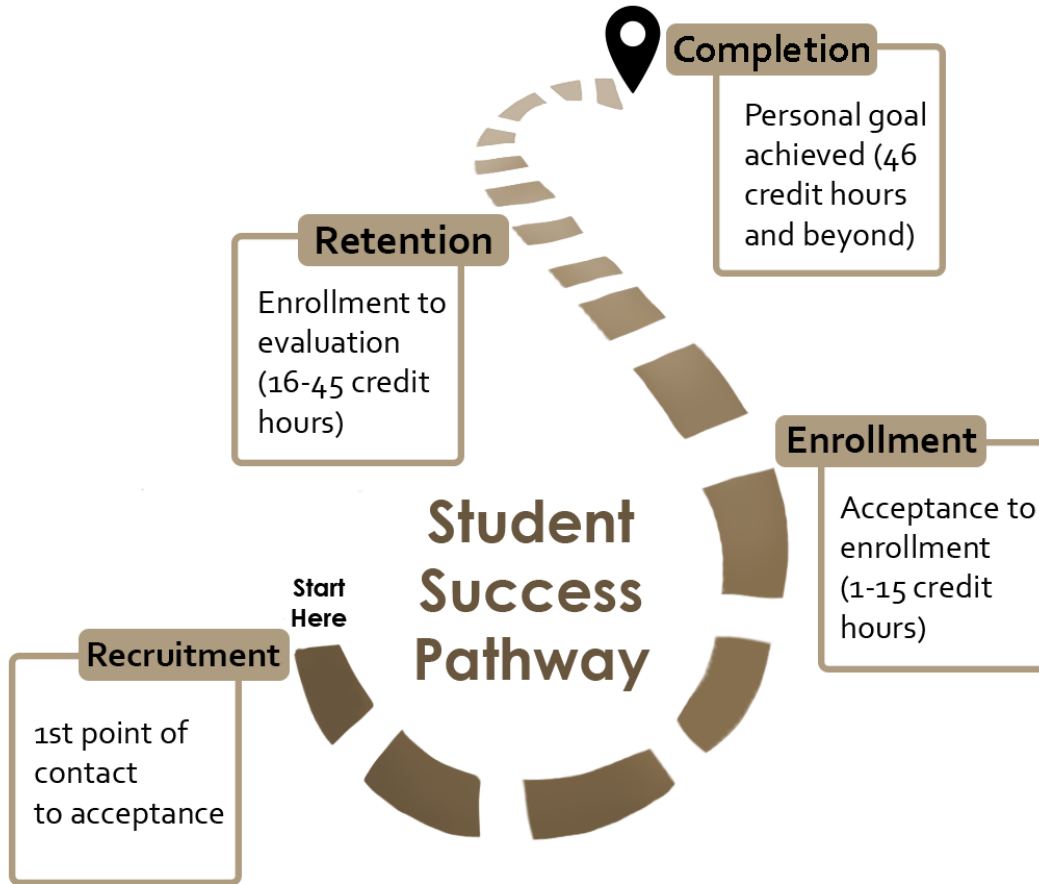 Completion
Personal goal
achieved (46
credit hours
and beyond)
Retention
Enrollment to
evaluation
(16-45 credit
hours)
Enrollment
Acceptance to
enrollment
(1-15 credit
hours)
Student
Success
Pathway
Start
Here
Recruitment
1st point of
contact
to acceptance